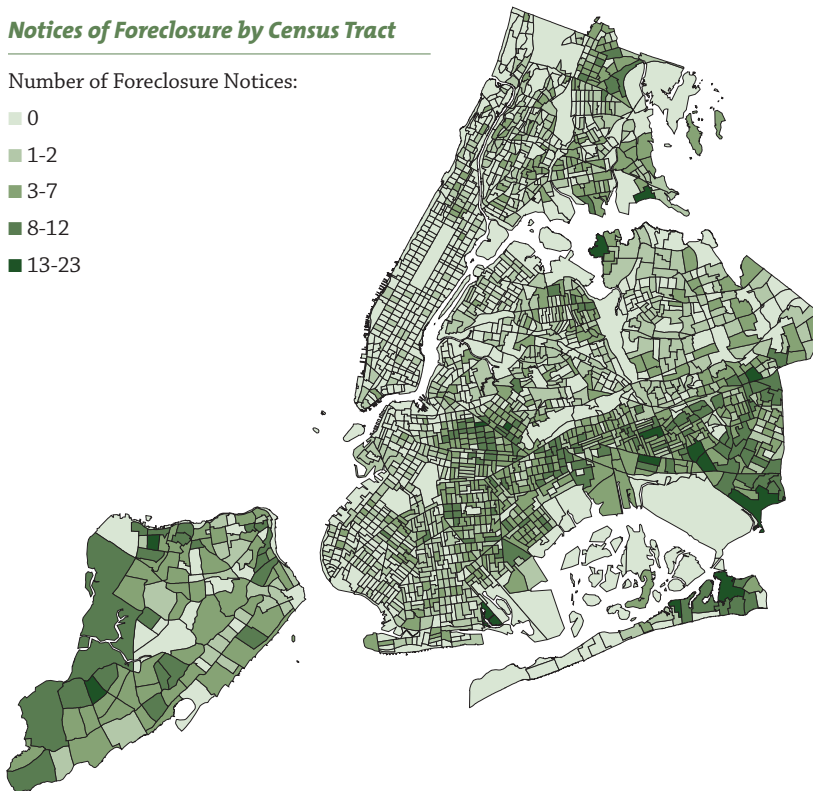 Notices of Foreclosure by Census Tract
Number of Foreclosure Notices:
0
1-2
3-7
8-12
13-23